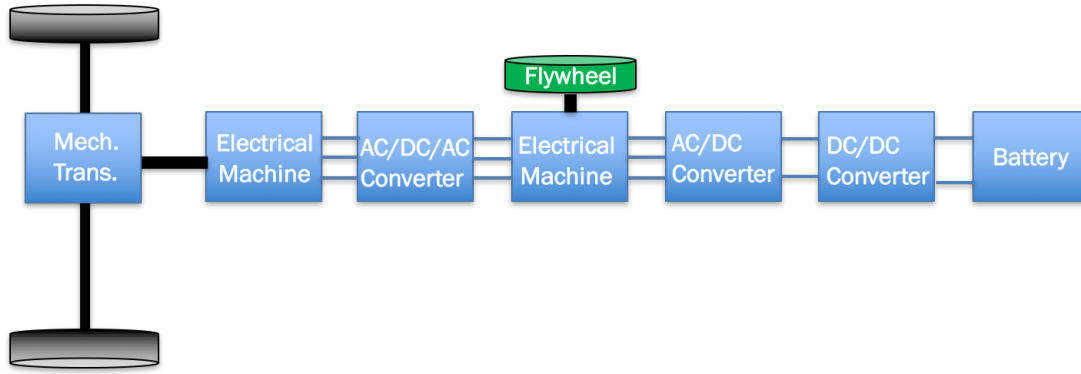 Flywheel
Mech.
Trans.
Electrical
Machine
AC/DC/AC
Converter
Electrical
Machine
AC/DC
Converter
DC/DC
Converter
Battery